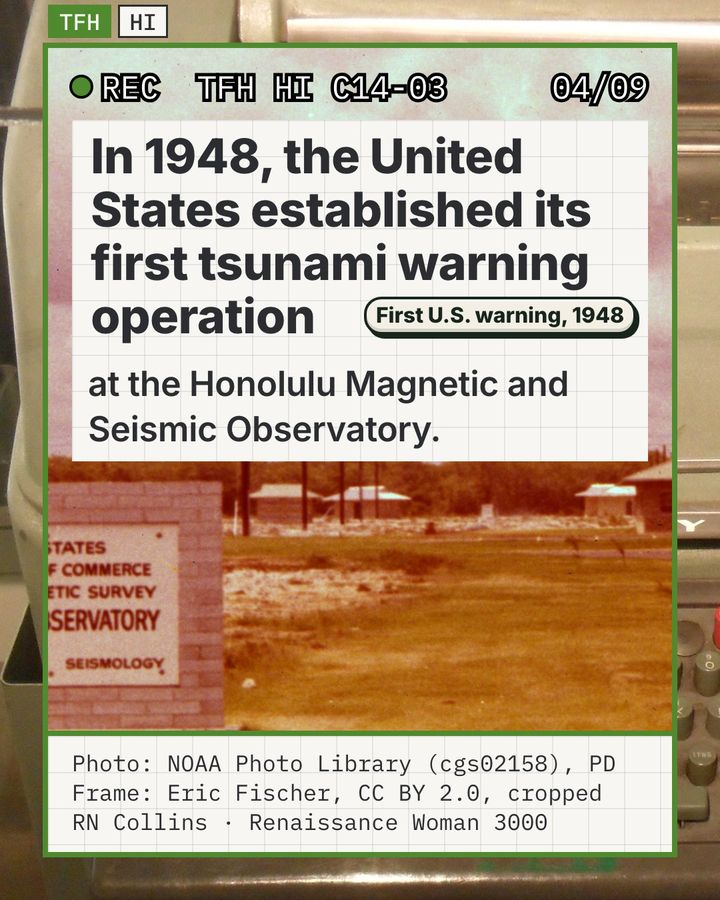 TFH HI
REC TFH HI C14-03 04/09
In 1948, the United
States established its
first tsunami warning
operation
First U.S. warning, 1948
at the Honolulu Magnetic and
Seismic Observatory.
STATES
F COMMERCE
ETIC SURVEY
SERVATORY
SEISMOLOGY
Photo: NOAA Photo Library (cgs02158), PD
Frame: Eric Fischer, CC BY 2.0, cropped
RN Collins · Renaissance Woman 3000